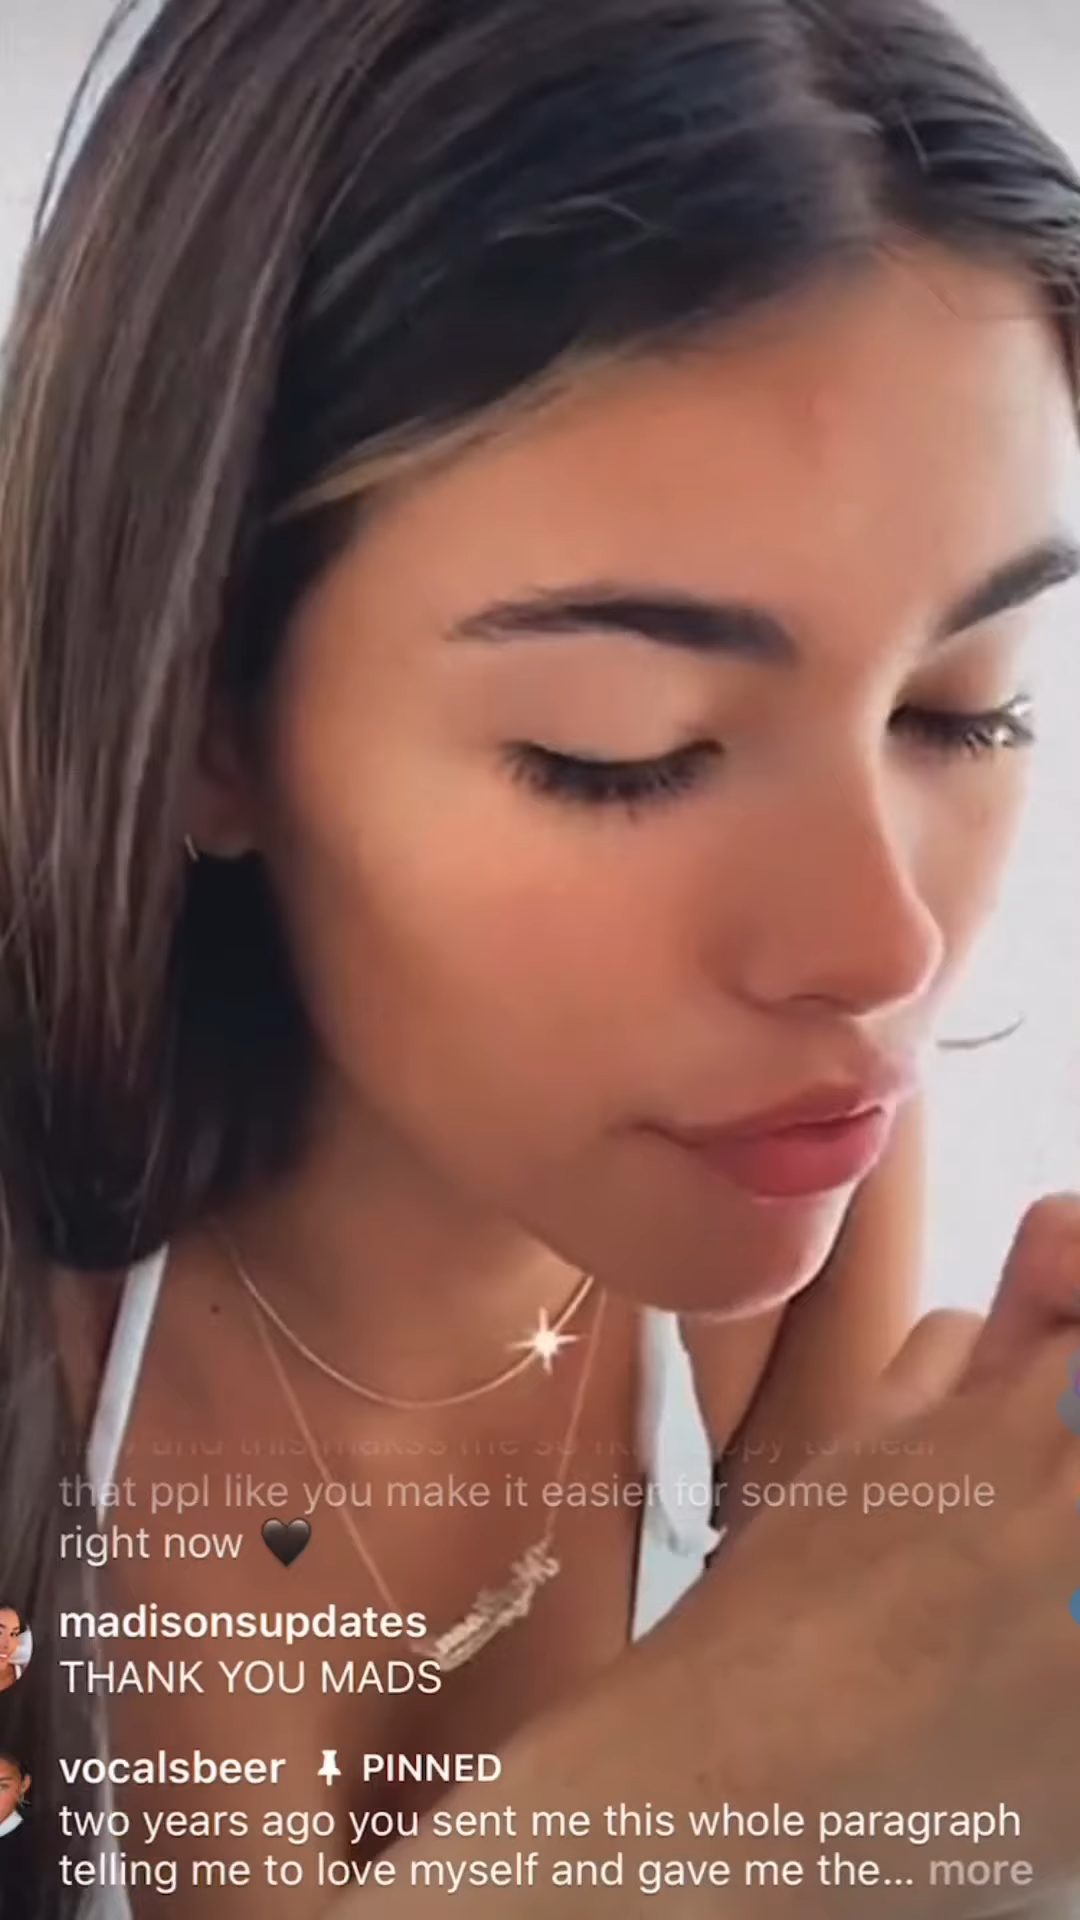 that ppl like you make it easier for some people
right now 🖤
madisonsupdates
THANK YOU MADS
vocalsbeer PINNED
two years ago you sent me this whole paragraph
telling me to love myself and gave me the... more